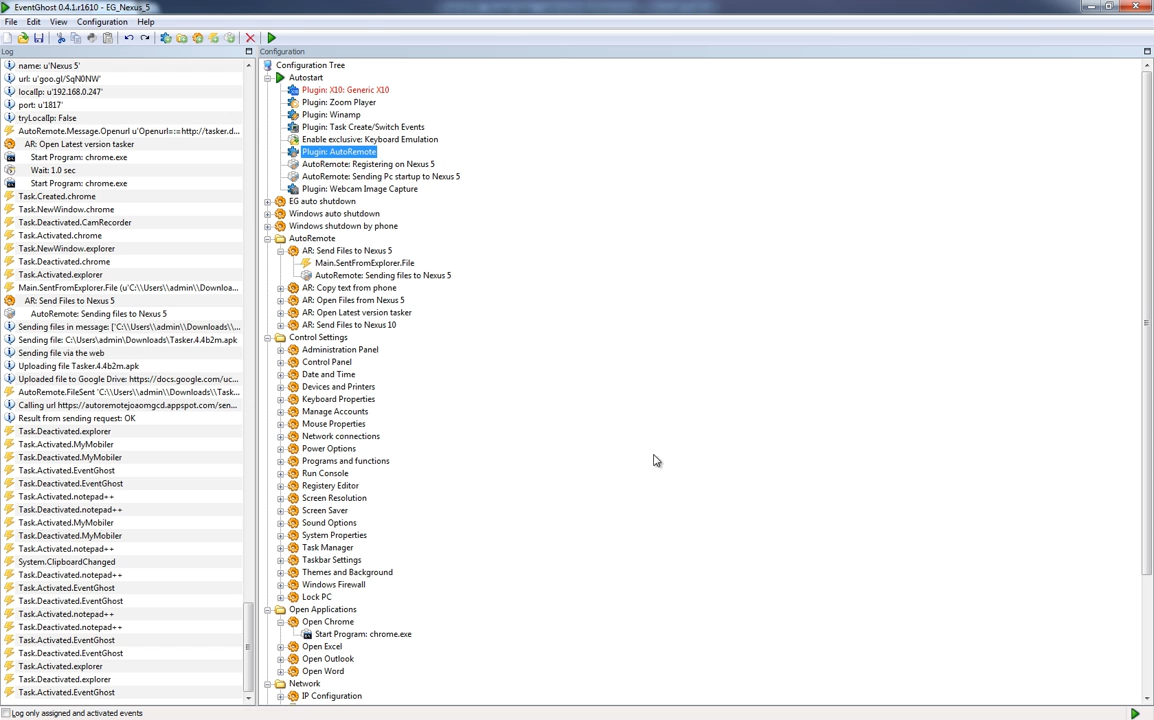 EventGhost 0.4.1.r1610 - EG_Nexus_5
File Edit View Configuration Help
Log
name: u'Nexus 5'
url: u'goo.gl/SqN0NW'
localIp: u'192.168.0.247'
port: u'1817'
tryLocalIp: False
AutoRemote.Message.Openurl u'Openurl=:=http://tasker.d...
AR: Open Latest version tasker
Start Program: chrome.exe
Wait: 1.0 sec
Start Program: chrome.exe
Task.Created.chrome
Task.NewWindow.chrome
Task.Deactivated.CamRecorder
Task.Activated.chrome
Task.NewWindow.explorer
Task.Deactivated.chrome
Task.Activated.explorer
Main.SentFromExplorer.File (u'C:\\Users\\admin\\Downloa...
AR: Send Files to Nexus 5
AutoRemote: Sending files to Nexus 5
Sending files in message: ['C:\\Users\\admin\\Downloads\\...
Sending file: C:\Users\admin\Downloads\Tasker.4.4b2m.apk
Sending file via the web
Uploading file Tasker.4.4b2m.apk
Uploaded file to Google Drive: https://docs.google.com/uc...
AutoRemote.FileSent 'C:\\Users\\admin\\Downloads\\Task...
Calling url https://autoremotejoaomgcd.appspot.com/sen...
Result from sending request: OK
Task.Deactivated.explorer
Task.Activated.MyMobiler
Task.Deactivated.MyMobiler
Task.Activated.EventGhost
Task.Deactivated.EventGhost
Task.Activated.notepad++
Task.Deactivated.notepad++
Task.Activated.MyMobiler
Task.Deactivated.MyMobiler
Task.Activated.notepad++
System.ClipboardChanged
Task.Deactivated.notepad++
Task.Activated.EventGhost
Task.Deactivated.EventGhost
Task.Activated.notepad++
Task.Deactivated.notepad++
Task.Activated.EventGhost
Task.Deactivated.EventGhost
Task.Activated.explorer
Task.Deactivated.explorer
Task.Activated.EventGhost
Log only assigned and activated events
Configuration
Configuration Tree
Autostart
Plugin: X10: Generic X10
Plugin: Zoom Player
Plugin: Winamp
Plugin: Task Create/Switch Events
Enable exclusive: Keyboard Emulation
Plugin: AutoRemote
AutoRemote: Registering on Nexus 5
AutoRemote: Sending Pc startup to Nexus 5
Plugin: Webcam Image Capture
EG auto shutdown
Windows auto shutdown
Windows shutdown by phone
AutoRemote
AR: Send Files to Nexus 5
Main.SentFromExplorer.File
AutoRemote: Sending files to Nexus 5
AR: Copy text from phone
AR: Open Files from Nexus 5
AR: Open Latest version tasker
AR: Send Files to Nexus 10
Control Settings
Administration Panel
Control Panel
Date and Time
Devices and Printers
Keyboard Properties
Manage Accounts
Mouse Properties
Network connections
Power Options
Programs and functions
Run Console
Registery Editor
Screen Resolution
Screen Saver
Sound Options
System Properties
Task Manager
Taskbar Settings
Themes and Background
Windows Firewall
Lock PC
Open Applications
Open Chrome
Start Program: chrome.exe
Open Excel
Open Outlook
Open Word
Network
IP Configuration